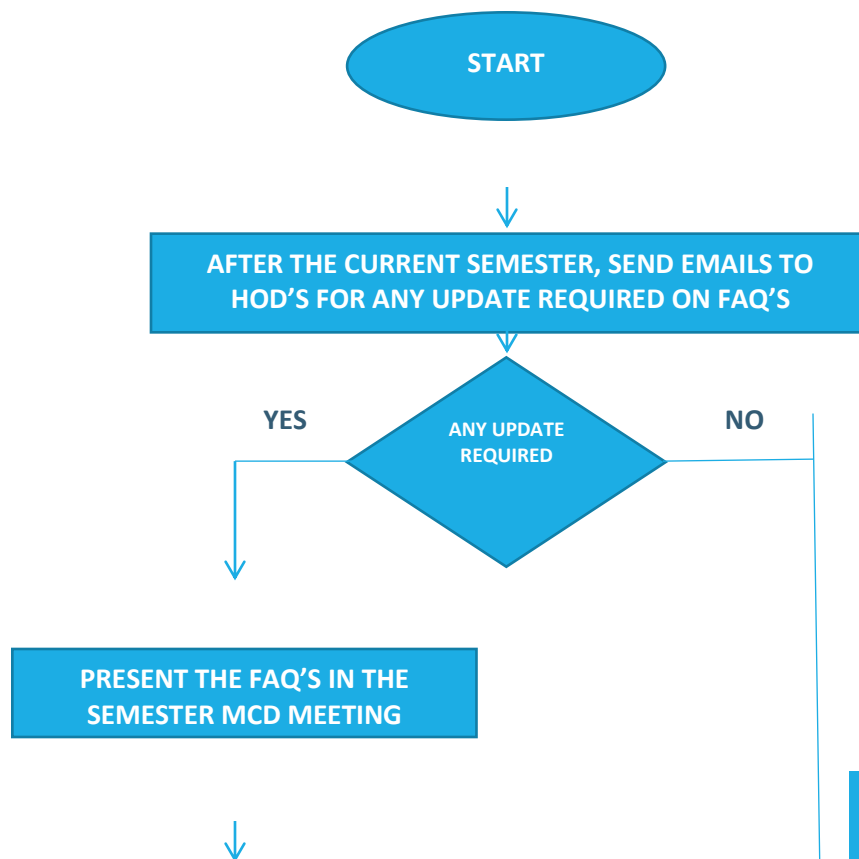 START
AFTER THE CURRENT SEMESTER, SEND EMAILS TO
HOD’S FOR ANY UPDATE REQUIRED ON FAQ’S
YES
ANY UPDATE
REQUIRED
NO
PRESENT THE FAQ’S IN THE
SEMESTER MCD MEETING